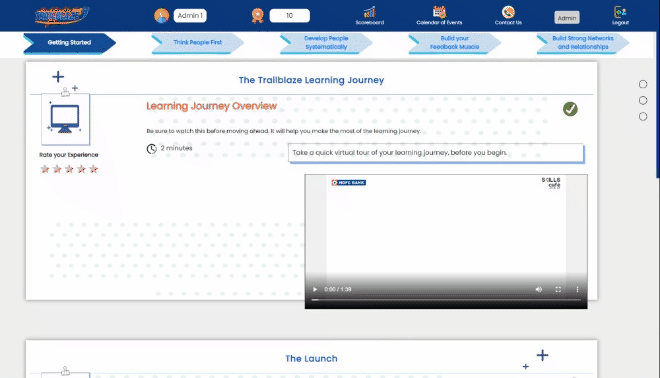 Admin 1
10
Scoreboard
Calendar of Events
Contact Us
Admin
Logout
Getting Started
Think People First
Develop People
Systematically
Build your
Feedback Muscle
Build Strong Networks
and Relationships
The Trailblaze Learning Journey
Learning Journey Overview
Be sure to watch this before moving ahead. It will help you make the most of the learning journey.
Rate your Experience
2 minutes
Take a quick virtual tour of your learning journey, before you begin...
HDFC BANK
SKILLS
café
0:00 / 1:39
The Launch